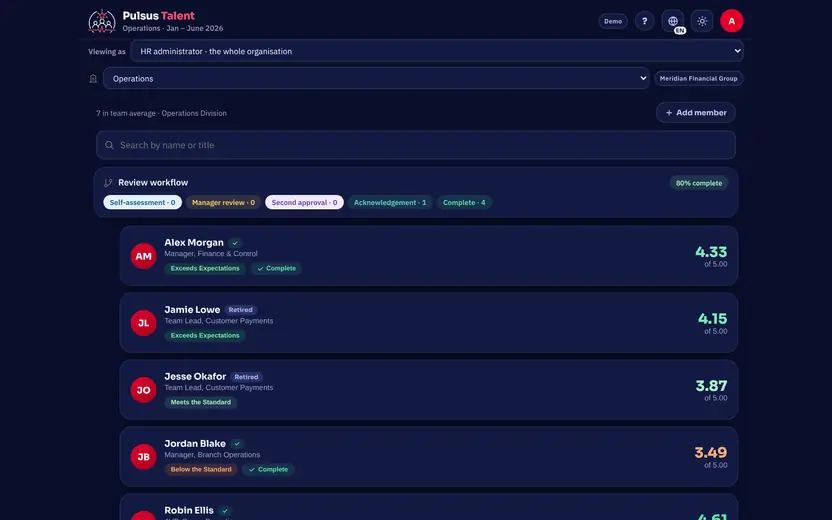 Pulsus Talent
Operations · Jan – June 2026
Demo
?
EN
A
Viewing as
HR administrator · the whole organisation
Operations
Meridian Financial Group
7 in team average · Operations Division
+ Add member
Search by name or title
Review workflow
80% complete
Self-assessment · 0
Manager review · 0
Second approval · 0
Acknowledgement · 1
Complete · 4
AM
Alex Morgan ✓
Manager, Finance & Control
Exceeds Expectations
✓ Complete
4.33
of 5.00
JL
Jamie Lowe Retired
Team Lead, Customer Payments
Exceeds Expectations
4.15
of 5.00
JO
Jesse Okafor Retired
Team Lead, Customer Payments
Meets the Standard
3.87
of 5.00
JB
Jordan Blake ✓
Manager, Branch Operations
Below the Standard
✓ Complete
3.49
of 5.00
Robin Ellis ✓
4.61